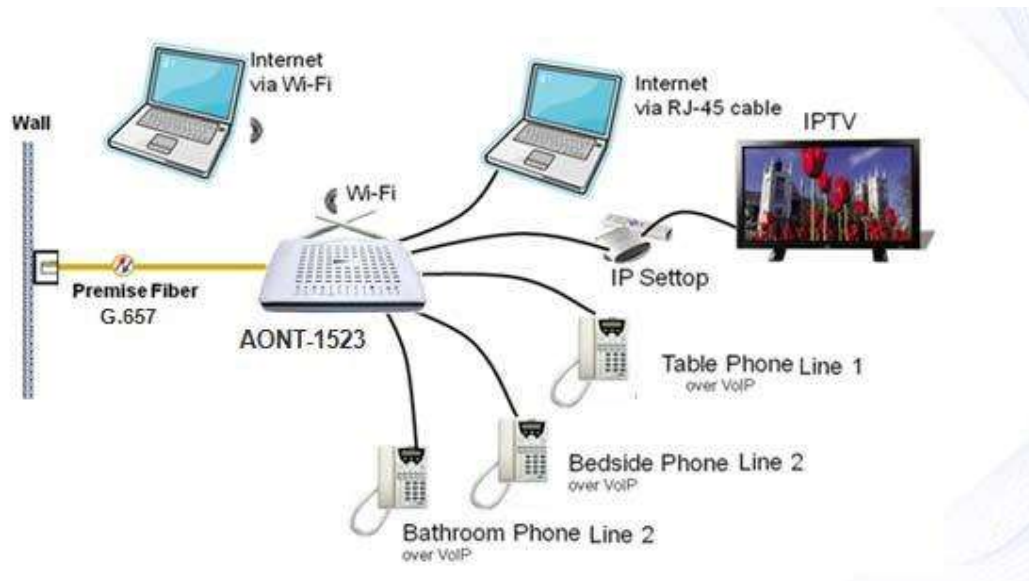 Internet
via Wi-Fi
Internet
via RJ-45 cable
IPTV
Wall
Wi-Fi
IP Settop
Premise Fiber
G.657
AONT-1523
Table Phone Line 1
over VoIP
Bedside Phone Line 2
over VoIP
Bathroom Phone Line 2
over VoIP